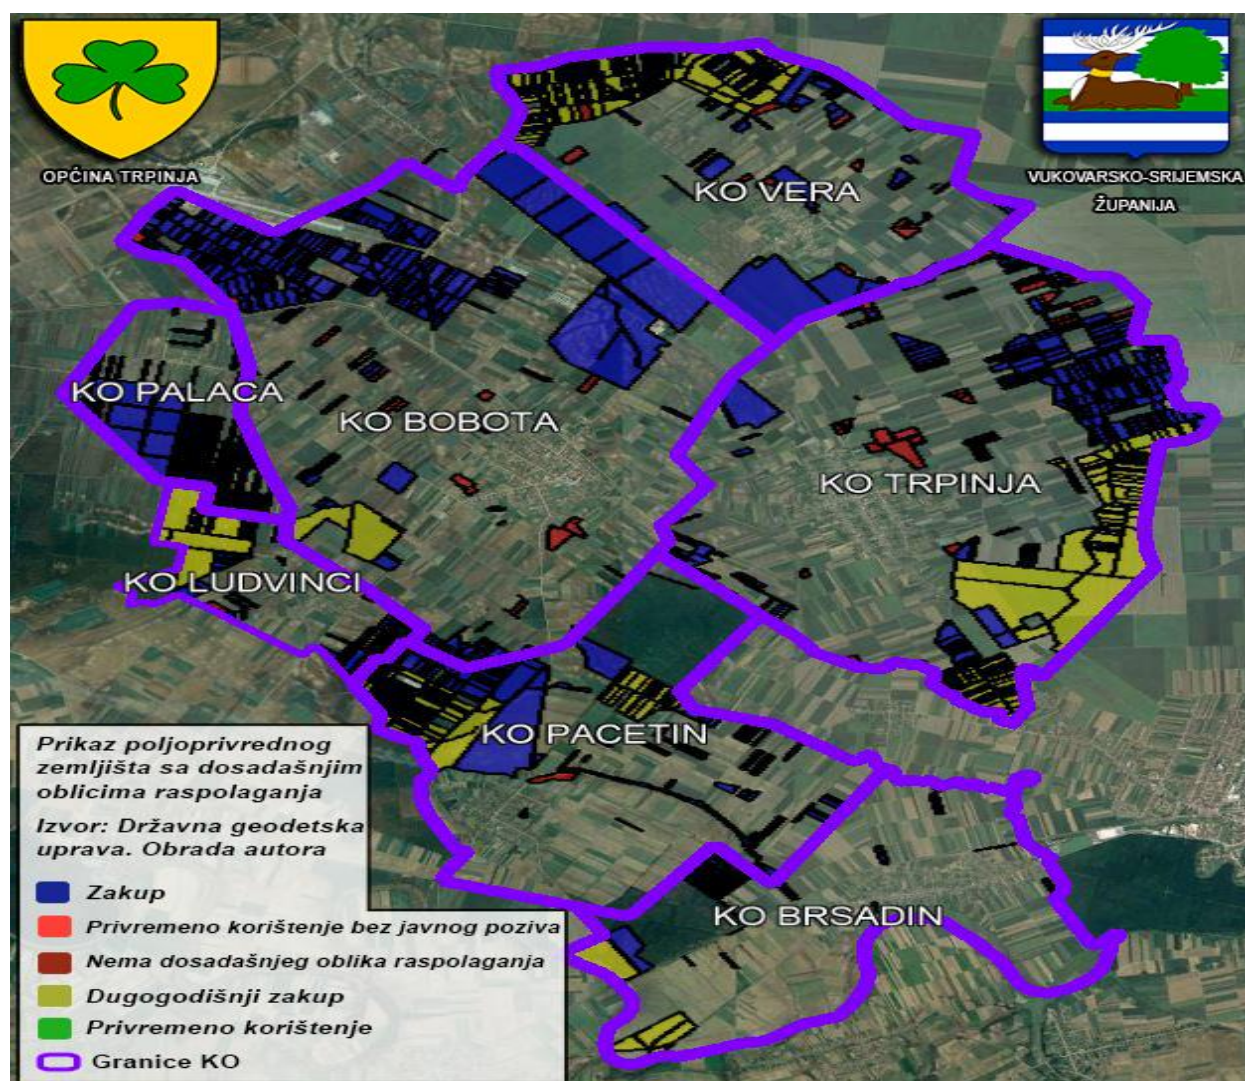 OPĆINA TRPINJA
VUKOVARSKO-SRIJEMSKA
ŽUPANIJA
KO VERA
KO PALACA
KO BOBOTA
KO TRPINJA
KO LUDVINCI
KO PACETIN
KO BRSADIN
Prikaz poljoprivrednog
zemljišta sa dosadašnjim
oblicima raspolaganja
Izvor: Državna geodetska
uprava. Obrada autora
Zakup
Privremeno korištenje bez javnog poziva
Nema dosadašnjeg oblika raspolaganja
Dugogodišnji zakup
Privremeno korištenje
Granice KO